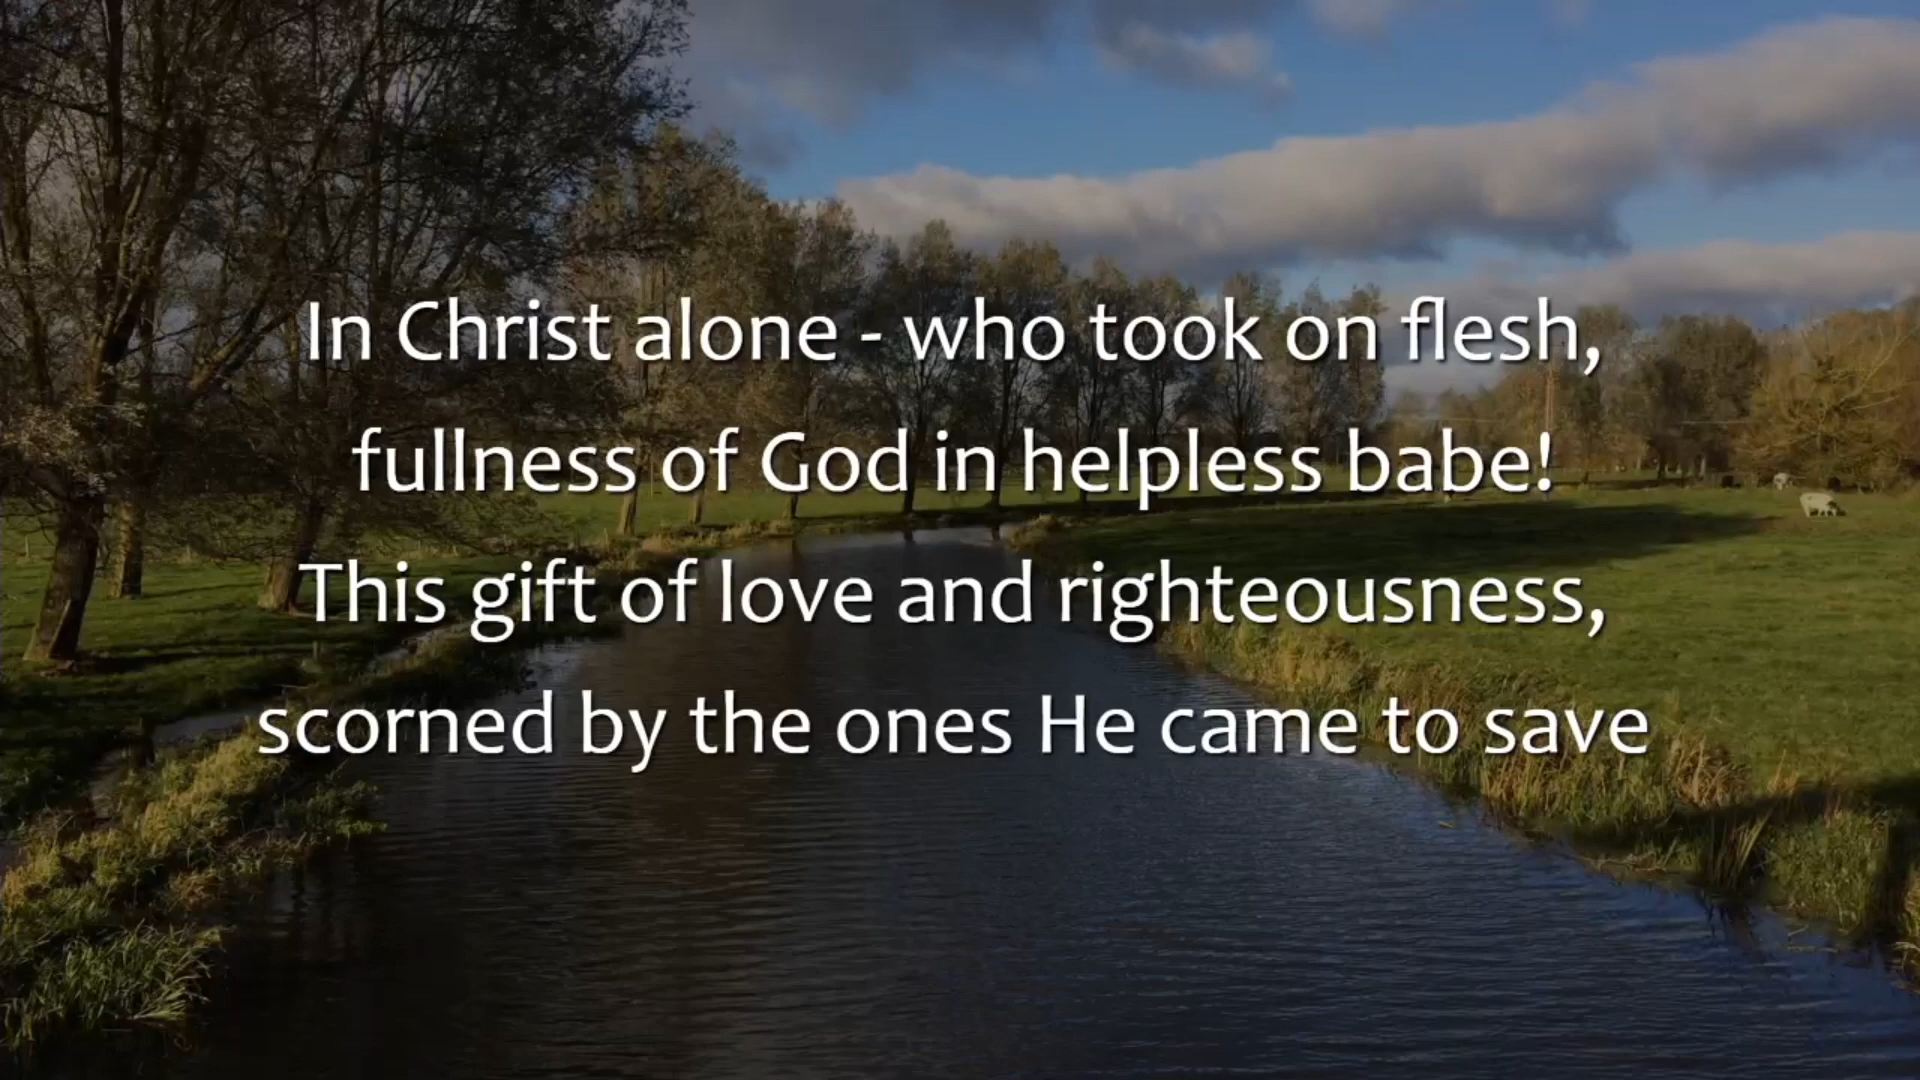 In Christ alone - who took on flesh,
fullness of God in helpless babe!
This gift of love and righteousness,
scorned by the ones He came to save